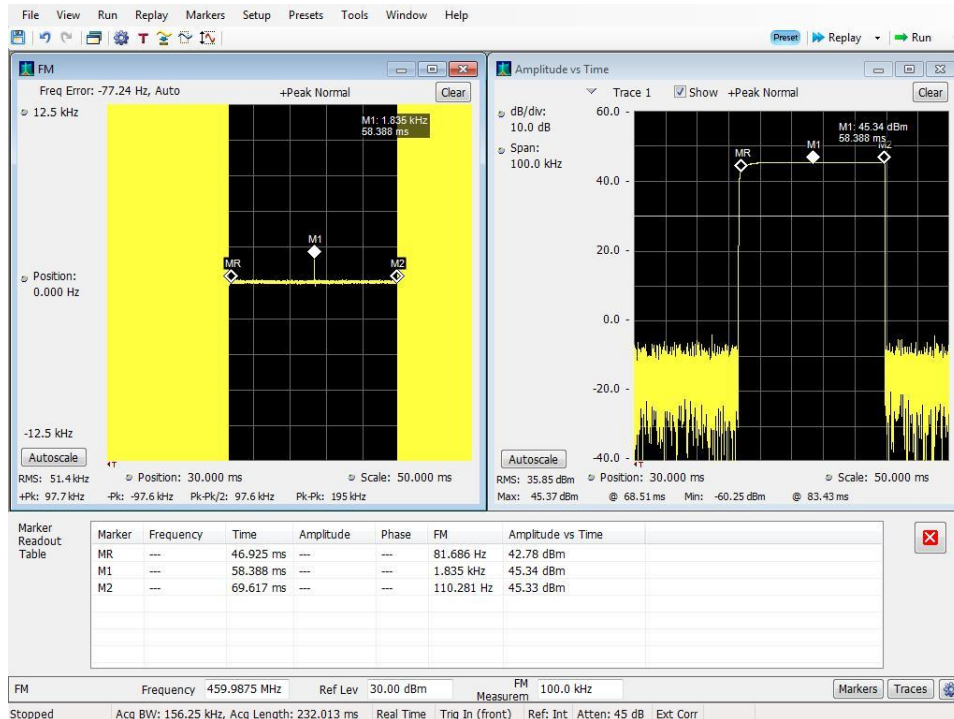 File View Run Replay Markers Setup Presets Tools Window Help
T Preset Replay Run
FM
Freq Error: -77.24 Hz, Auto +Peak Normal Clear
12.5 kHz
M1: 1.835 kHz
58.388 ms
M1
MR M2
Position:
0.000 Hz
-12.5 kHz
Autoscale
T
RMS: 51.4 kHz Position: 30.000 ms Scale: 50.000 ms
+Pk: 97.7 kHz -Pk: -97.6 kHz Pk-Pk/2: 97.6 kHz Pk-Pk: 195 kHz
Amplitude vs Time
Trace 1 Show +Peak Normal Clear
dB/div:
10.0 dB
Span:
100.0 kHz
60.0 -
40.0 -
20.0 -
0.0 -
-20.0 -
-40.0 -
M1: 45.34 dBm
58.388 ms
MR M1 M2
Autoscale
T
RMS: 35.85 dBm Position: 30.000 ms Scale: 50.000 ms
Max: 45.37 dBm @ 68.51 ms Min: -60.25 dBm @ 83.43 ms
Marker
Readout
Table
Marker Frequency Time Amplitude Phase FM Amplitude vs Time
MR --- 46.925 ms --- --- 81.686 Hz 42.78 dBm
M1 --- 58.388 ms --- --- 1.835 kHz 45.34 dBm
M2 --- 69.617 ms --- --- 110.281 Hz 45.33 dBm
FM Frequency 459.9875 MHz Ref Lev 30.00 dBm FM Measurem 100.0 kHz Markers Traces
Stopped Acq BW: 156.25 kHz, Acq Length: 232.013 ms Real Time Trig In (front) Ref: Int Atten: 45 dB Ext Corr